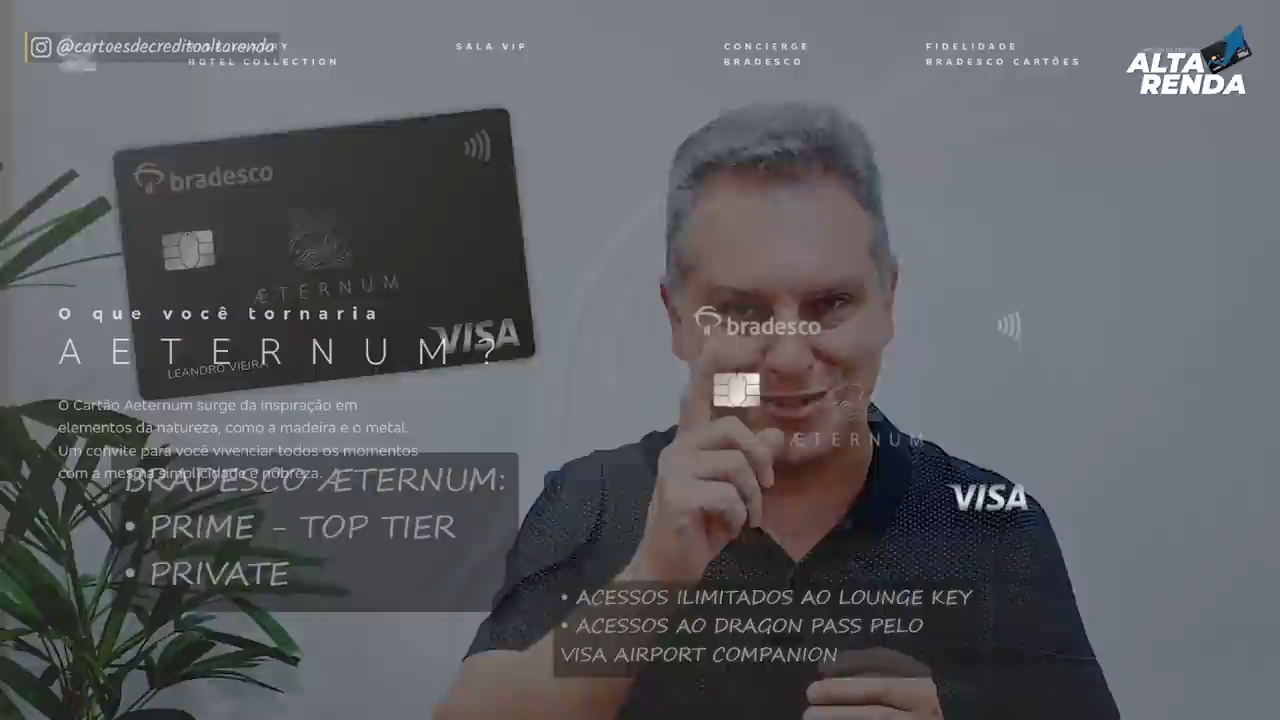 @cartoesdecreditoaltarenda
HOTEL COLLECTION
SALA VIP
CONCIERGE
BRADESCO
FIDELIDADE
BRADESCO CARTÕES
ALTA
RENDA
bradesco
ÆTERNUM
VISA
LEANDRO VIEIRA
O que você tornaria
AETERNUM?
O Cartão Aeternum surge da inspiração em
elementos da natureza, como a madeira e o metal.
Um convite para você vivenciar todos os momentos
com a mesma simplicidade e nobreza.
BRADESCO ÆTERNUM:
• PRIME - TOP TIER
• PRIVATE
bradesco
ÆTERNUM
VISA
• ACESSOS ILIMITADOS AO LOUNGE KEY
• ACESSOS AO DRAGON PASS PELO
VISA AIRPORT COMPANION